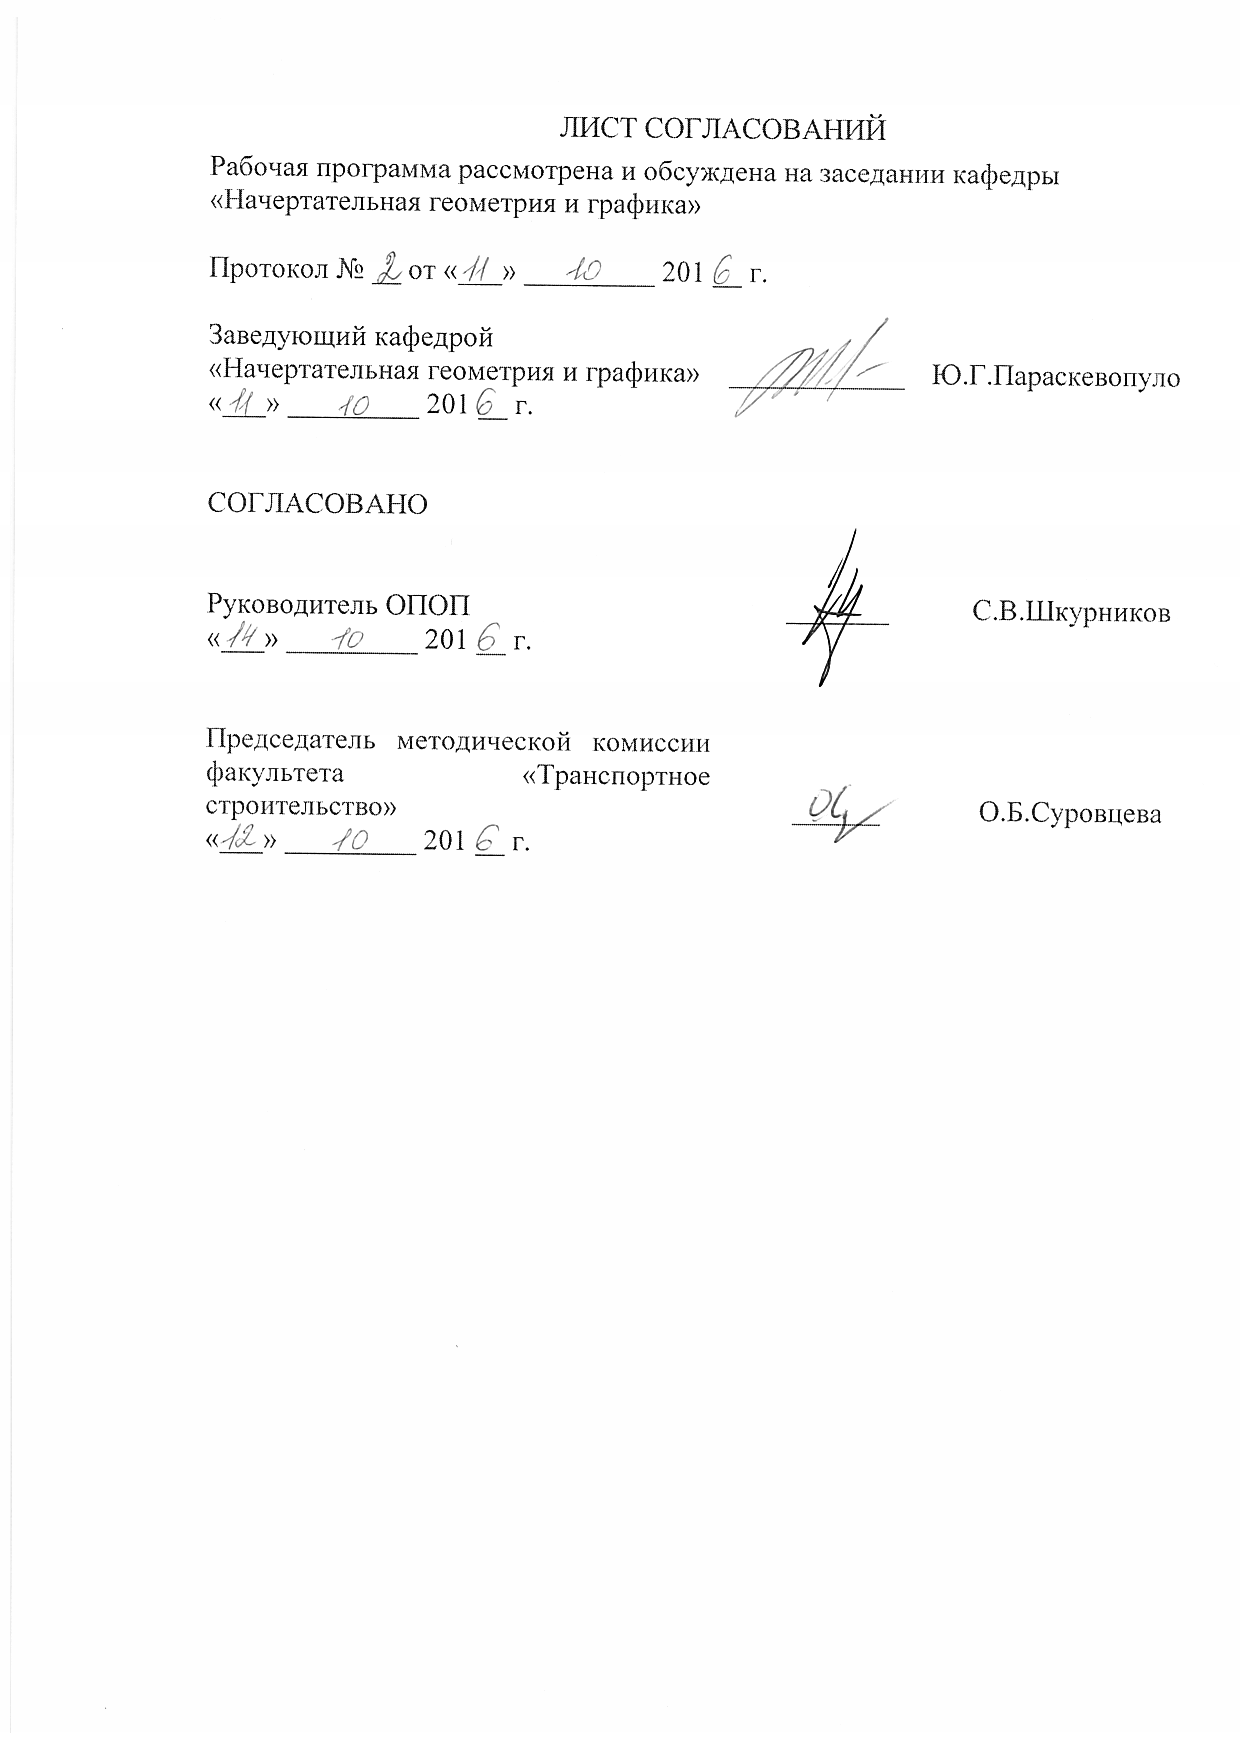 ЛИСТ СОГЛАСОВАНИЙ
Рабочая программа рассмотрена и обсуждена на заседании кафедры
«Начертательная геометрия и графика»
Протокол № 2 от «11» 10 2016 г.
Заведующий кафедрой
«Начертательная геометрия и графика» Ю.Г.Параскевопуло
«11» 10 2016 г.
СОГЛАСОВАНО
Руководитель ОПОП С.В.Шкурников
«14» 10 2016 г.
Председатель методической комиссии
факультета «Транспортное
строительство» О.Б.Суровцева
«12» 10 2016 г.